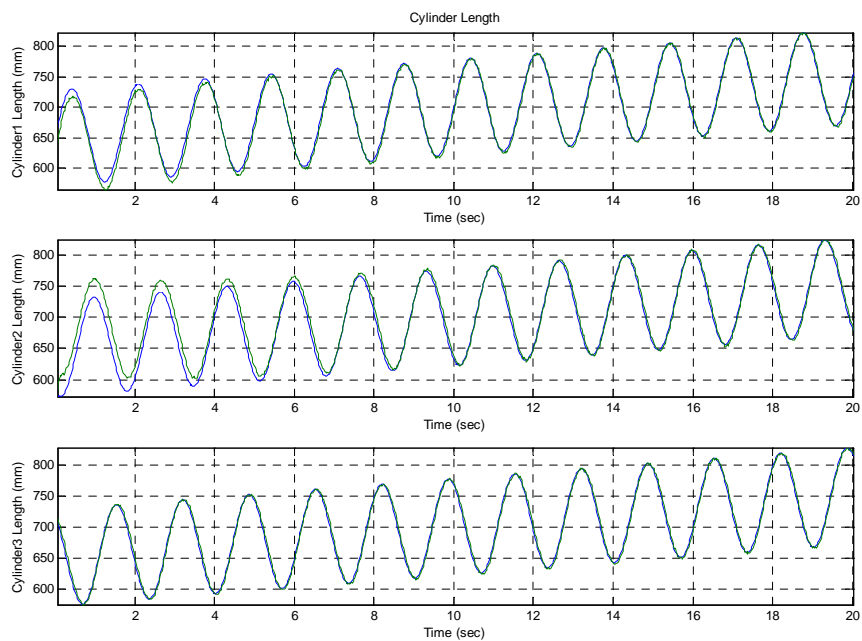 Cylinder Length
Cylinder1 Length (mm)
800
750
700
650
600
2 4 6 8 10 12 14 16 18 20
Time (sec)
Cylinder2 Length (mm)
800
750
700
650
600
2 4 6 8 10 12 14 16 18 20
Time (sec)
Cylinder3 Length (mm)
800
750
700
650
600
2 4 6 8 10 12 14 16 18 20
Time (sec)